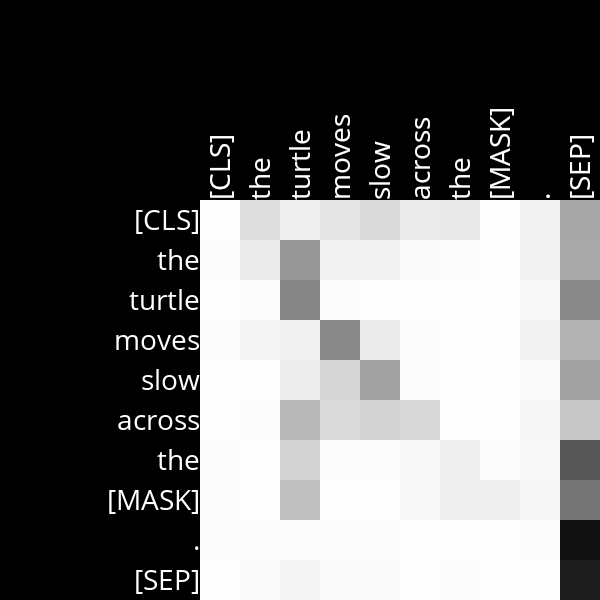 [CLS]
the
turtle
moves
slow
across
the
[MASK]
.
[SEP]
[CLS]
the
turtle
moves
slow
across
the
[MASK]
.
[SEP]